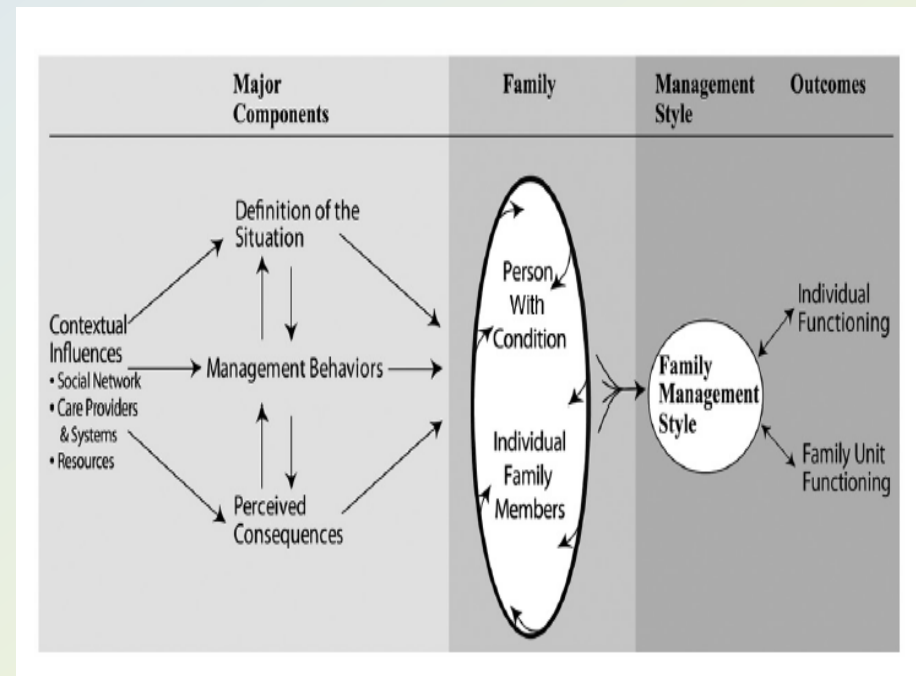 Major
Components
Family
Management
Style
Outcomes
Definition of the
Situation
Contextual
Influences
• Social Network
• Care Providers
& Systems
• Resources
Management Behaviors
Perceived
Consequences
Person
With
Condition
Individual
Family
Members
Family
Management
Style
Individual
Functioning
Family Unit
Functioning